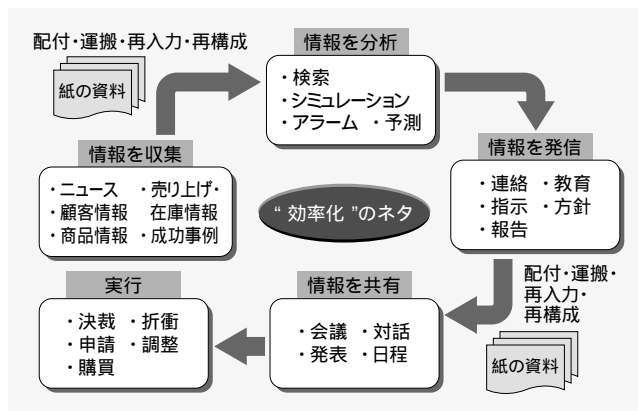 配付・運搬・再入力・再構成
紙の資料
情報を分析
・検索
・シミュレーション
・アラーム ・予測
情報を収集
・ニュース ・売り上げ・
・顧客情報 在庫情報
・商品情報 ・成功事例
情報を発信
・連絡 ・教育
・指示 ・方針
・報告
“ 効率化 ”のネタ
配付・運搬・
再入力・
再構成
紙の資料
情報を共有
・会議 ・対話
・発表 ・日程
実行
・決裁 ・折衝
・申請 ・調整
・購買